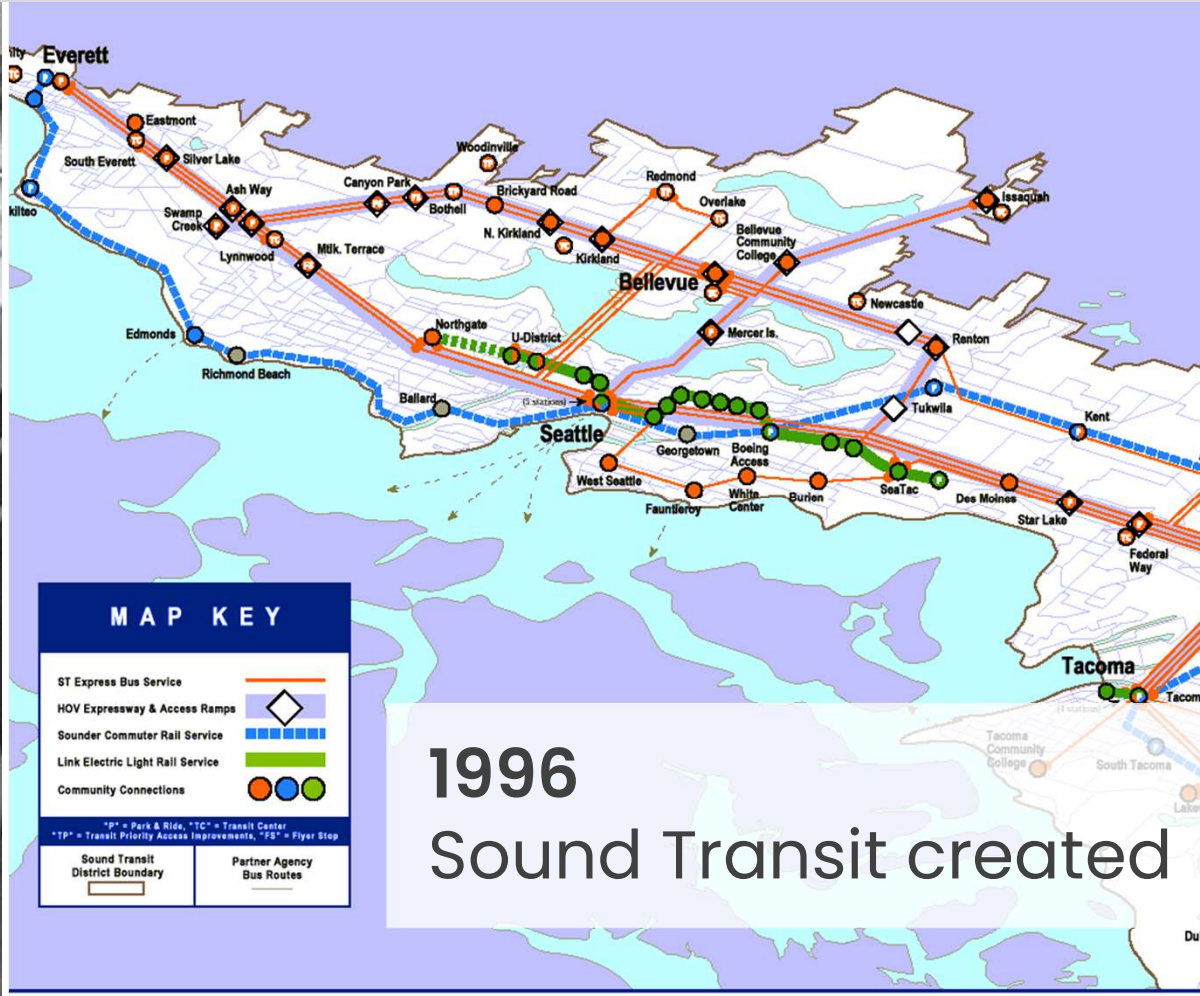 Everett
Eastmont
South Everett
Silver Lake
Woodinville
Ash Way
Canyon Park
Brickyard Road
Redmond
Swamp
Creek
Bothell
Overlake
Issaquah
N. Kirkland
Bellevue
Community
College
Lynnwood
Mtlk. Terrace
Kirkland
Bellevue
Newcastle
Northgate
U-District
Mercer Is.
Renton
Edmonds
Richmond Beach
Ballard
(5 stations)
Tukwila
Kent
Seattle
Georgetown
Boeing
Access
West Seattle
Fauntleroy
White
Center
Burien
SeaTac
Des Moines
Star Lake
Federal
Way
Tacoma
Tacom
Tacoma
Community
College
South Tacoma
MAP KEY
ST Express Bus Service
HOV Expressway & Access Ramps
Sounder Commuter Rail Service
Link Electric Light Rail Service
Community Connections
"P" = Park & Ride, "TC" = Transit Center
"TP" = Transit Priority Access Improvements, "FS" = Flyer Stop
Sound Transit
District Boundary
Partner Agency
Bus Routes
1996
Sound Transit created